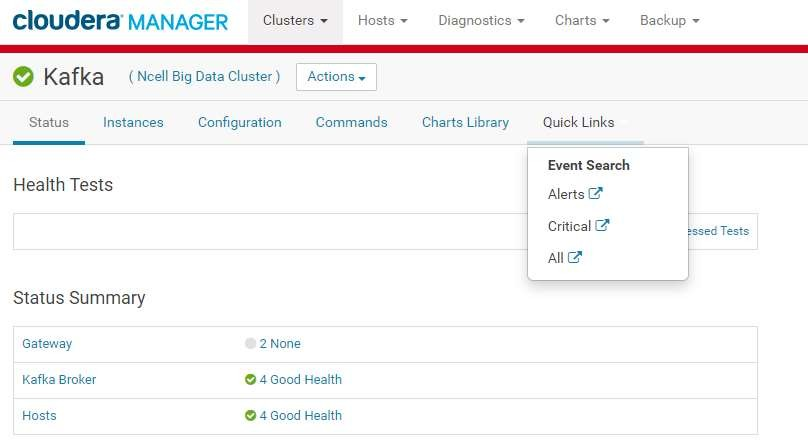 cloudera MANAGER Clusters Hosts Diagnostics Charts Backup
Kafka ( Ncell Big Data Cluster ) Actions
Status Instances Configuration Commands Charts Library Quick Links
Event Search
Alerts
Critical
All
Health Tests
essed Tests
Status Summary
Gateway 2 None
Kafka Broker 4 Good Health
Hosts 4 Good Health